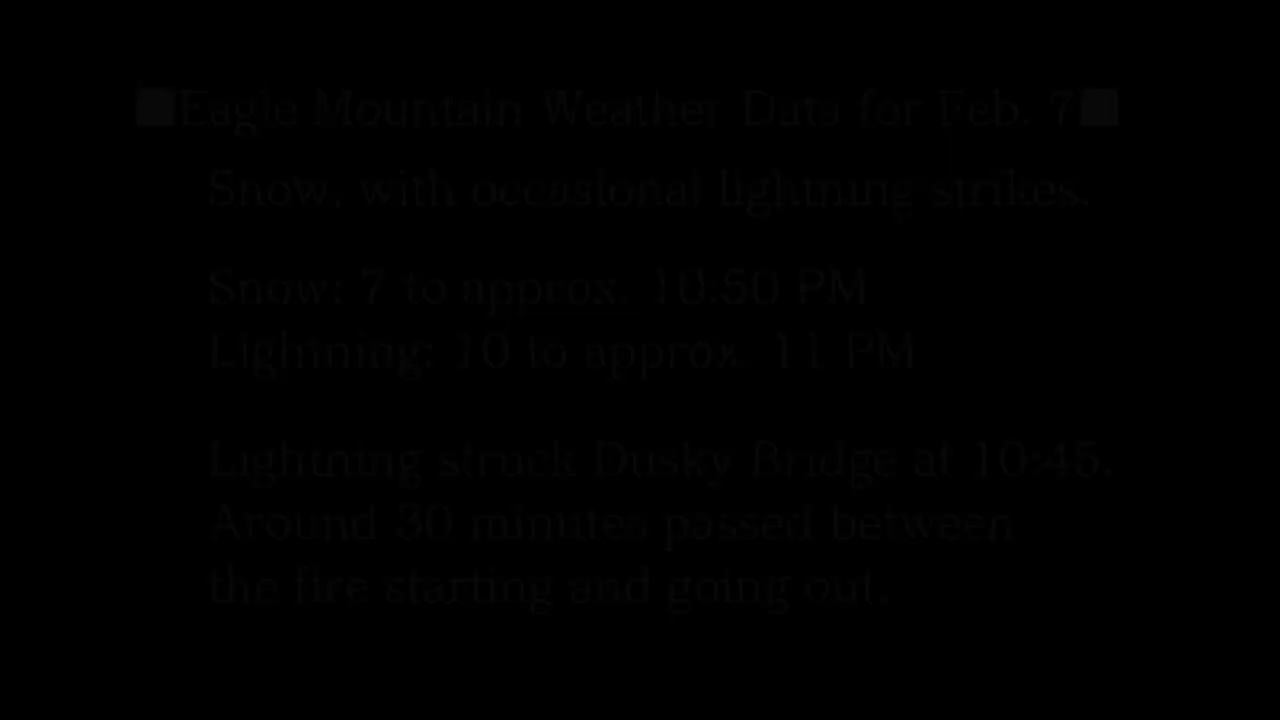 ■Eagle Mountain Weather Data for Feb. 7■
Snow, with occasional lightning strikes.
Snow: 7 to approx. 10:50 PM
Lightning: 10 to approx. 11 PM
Lightning struck Dusky Bridge at 10:45.
Around 30 minutes passed between
the fire starting and going out.